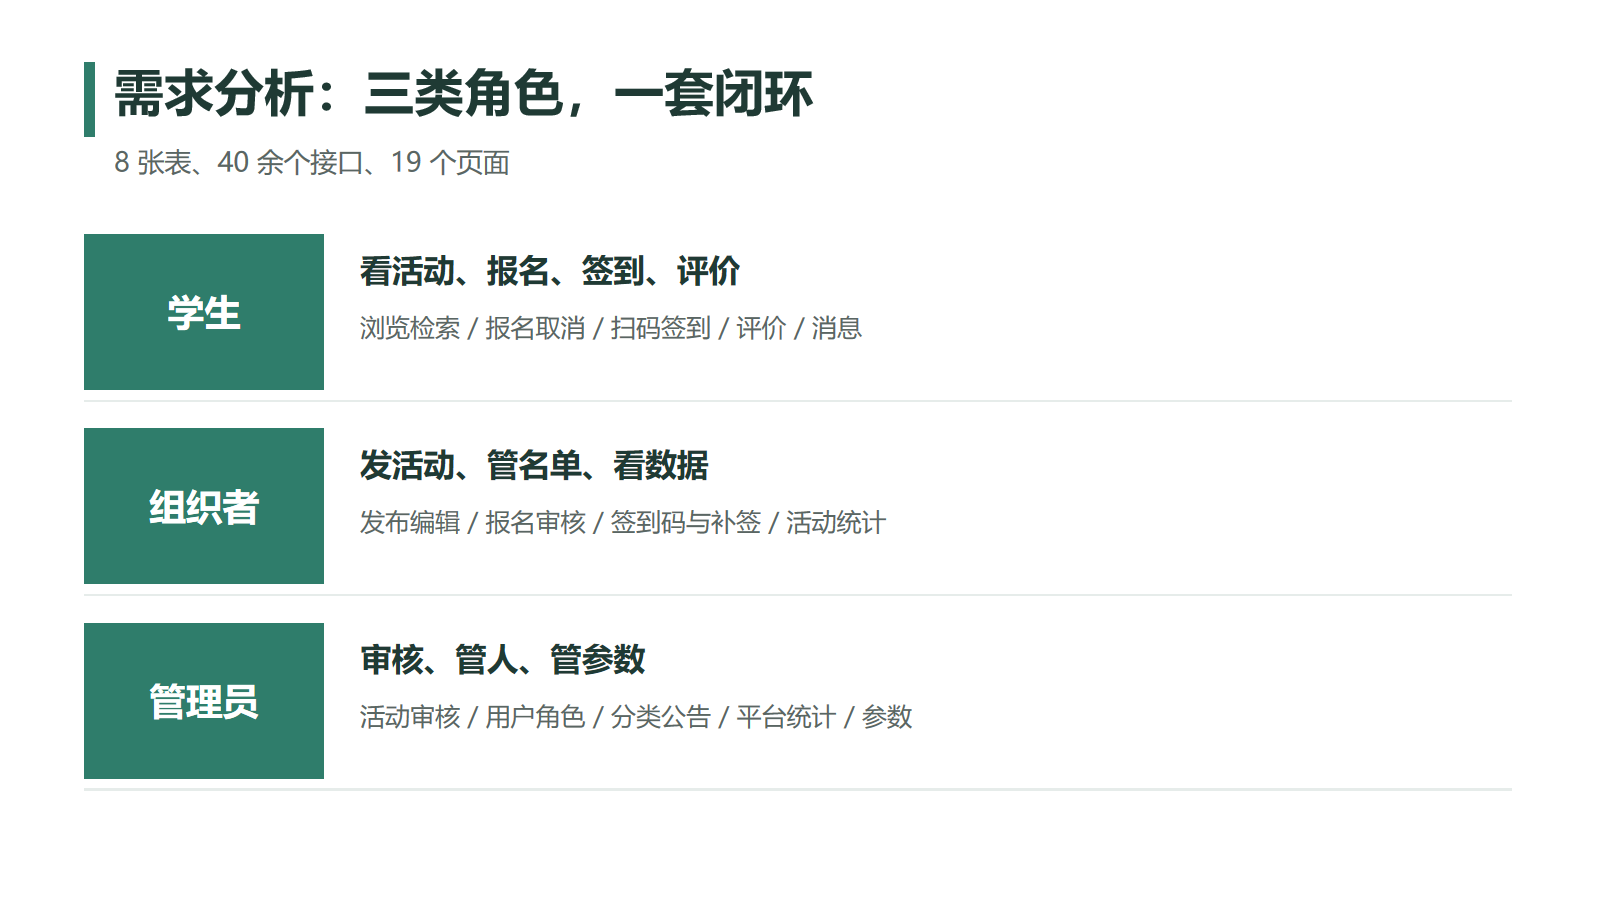 需求分析：三类角色，一套闭环
8 张表、40 余个接口、19 个页面
学生
看活动、报名、签到、评价
浏览检索 / 报名取消 / 扫码签到 / 评价 / 消息
组织者
发活动、管名单、看数据
发布编辑 / 报名审核 / 签到码与补签 / 活动统计
管理员
审核、管人、管参数
活动审核 / 用户角色 / 分类公告 / 平台统计 / 参数